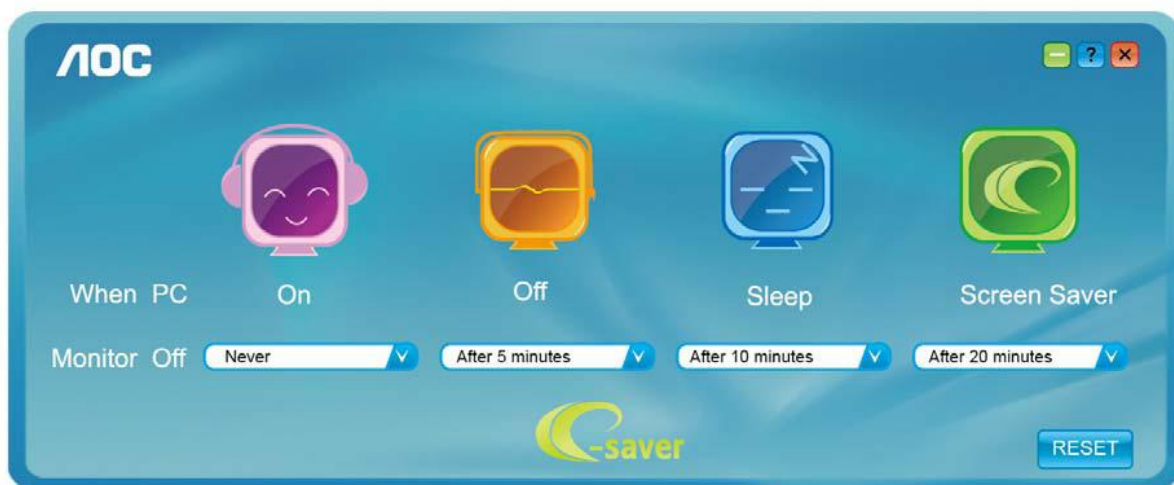 AOC
?
When PC On Off Sleep Screen Saver
Monitor Off Never After 5 minutes After 10 minutes After 20 minutes
e-saver
RESET